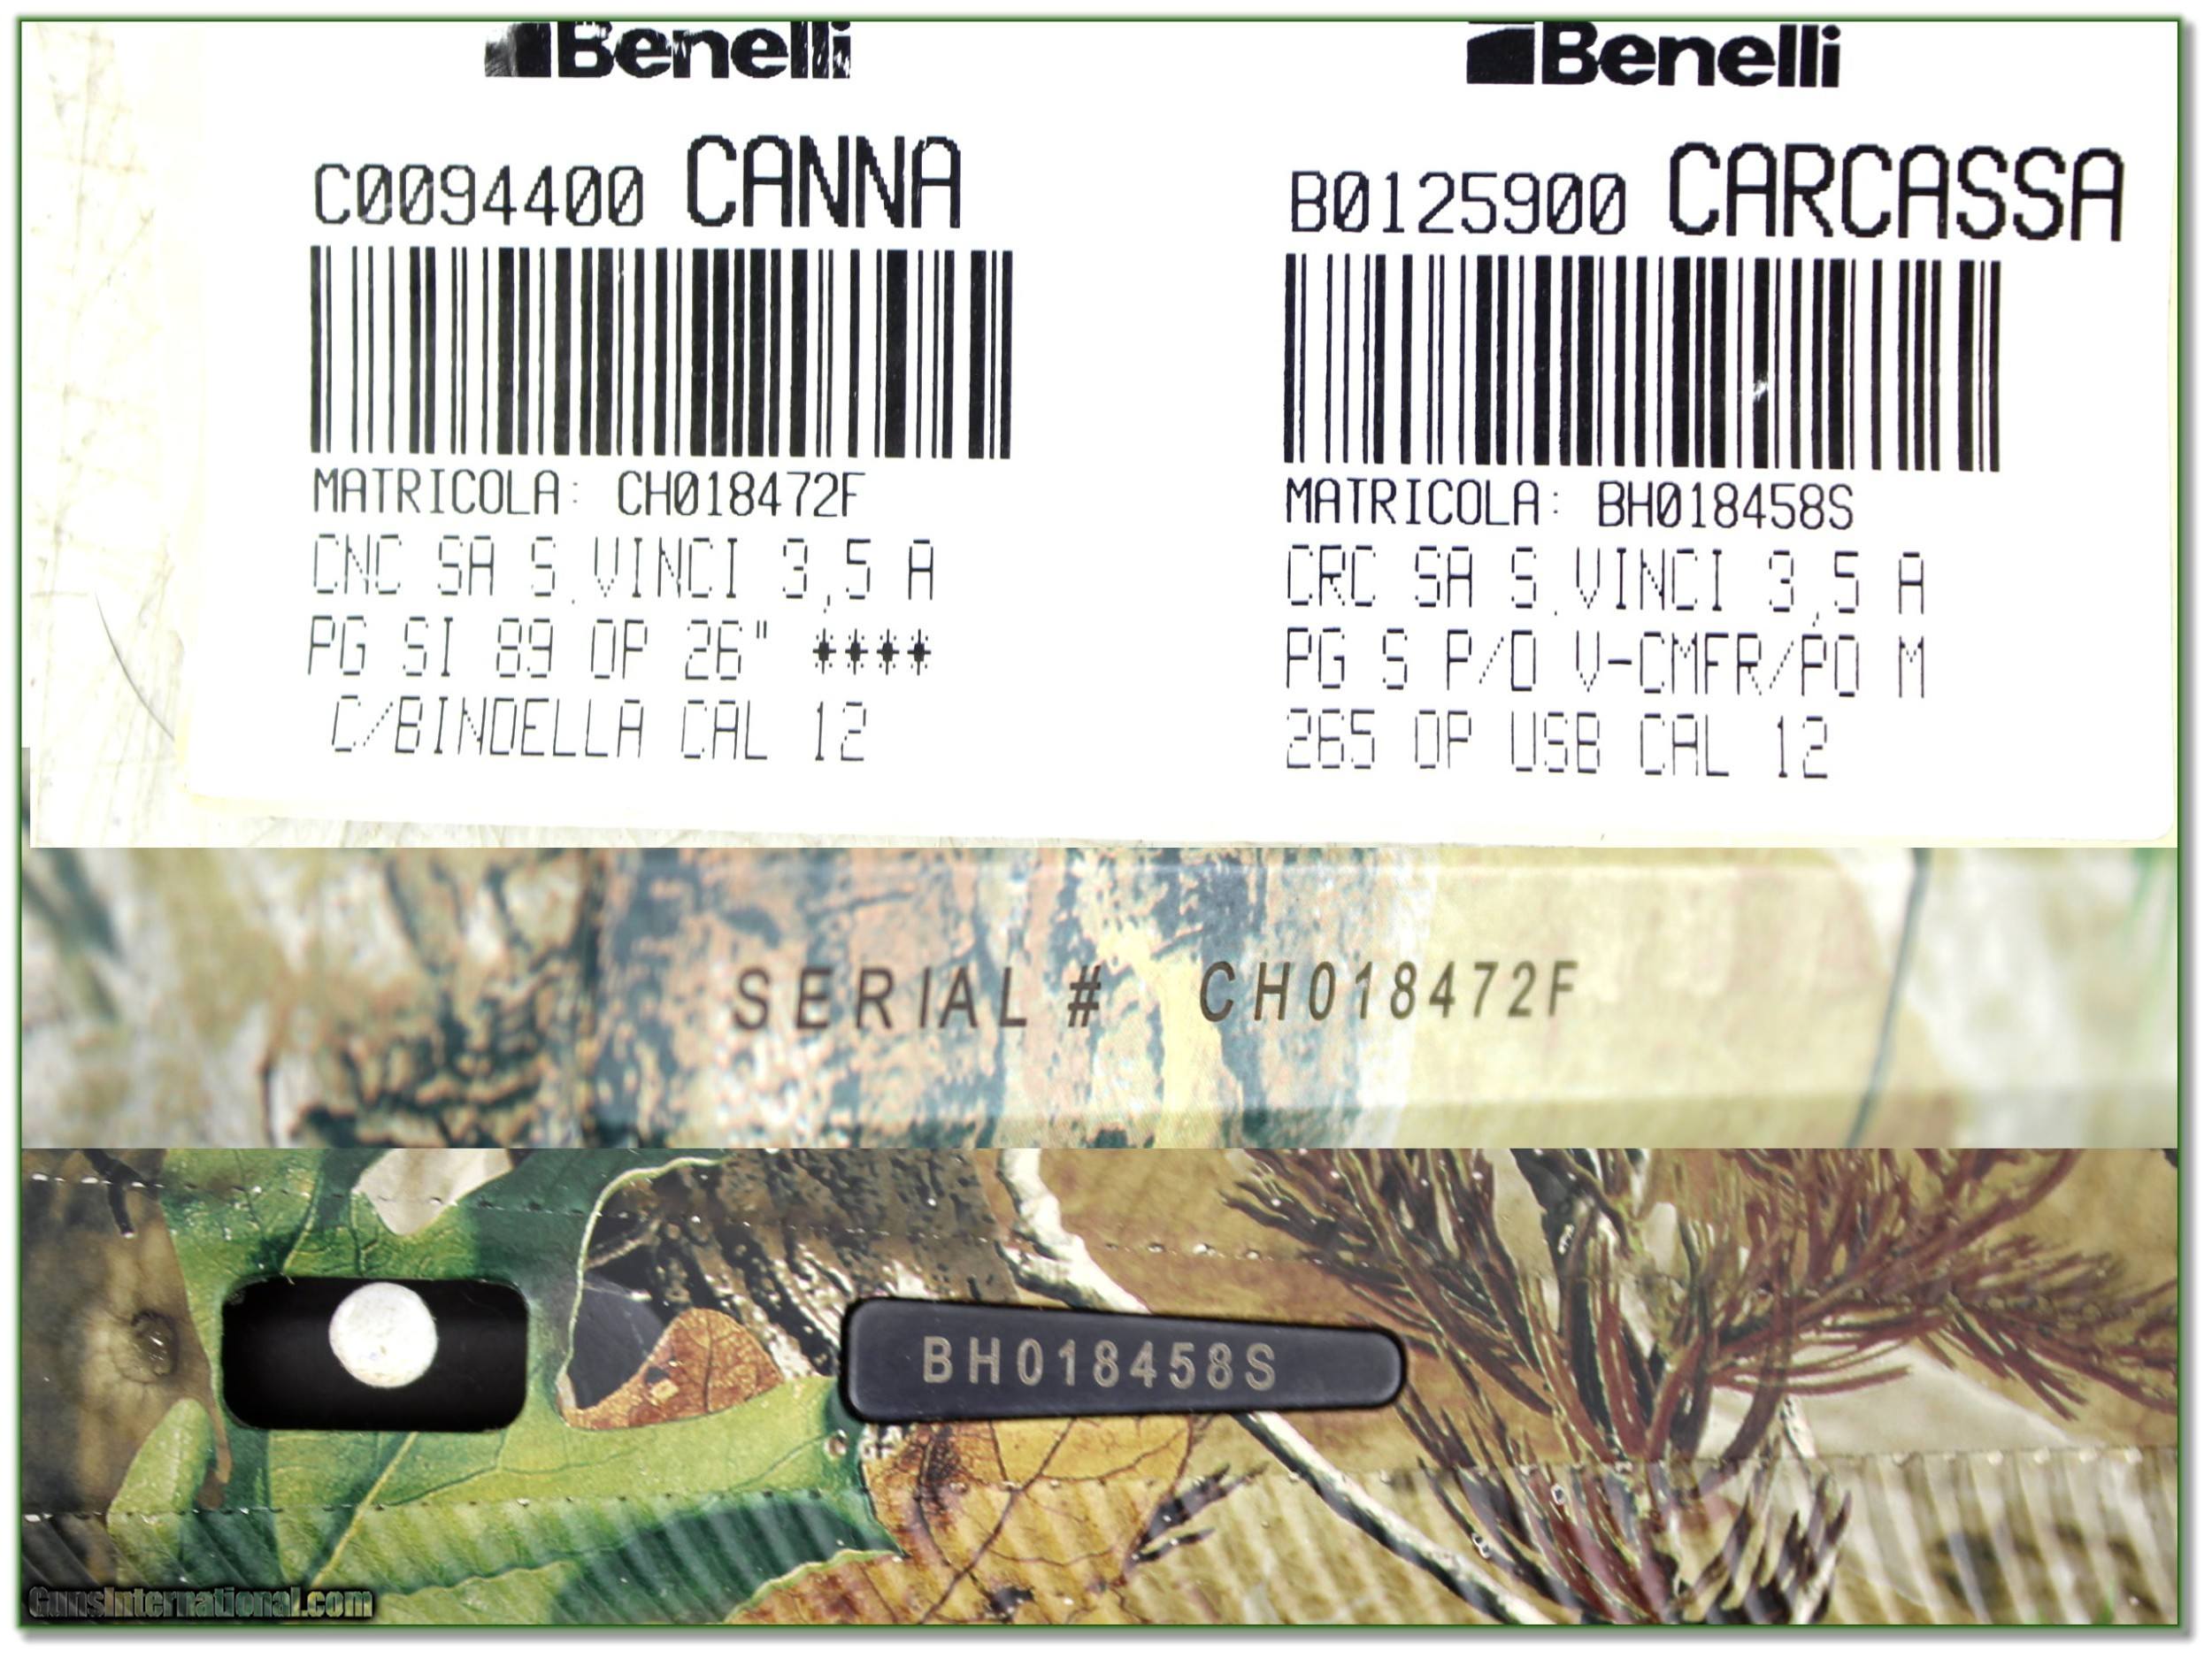 Benelli
C0094400 CANNA
MATRICOLA: CH018472F
CNC SA S.VINCI 3,5 A
PG SI 89 OP 26" ****
C/BINDELLA CAL 12
Benelli
B0125900 CARCASSA
MATRICOLA: BH018458S
CRC SA S.VINCI 3,5 A
PG S P/O V-CMFR/PO M
265 OP USB CAL 12
SERIAL # CH018472F
BH018458S
GunsInternational.com